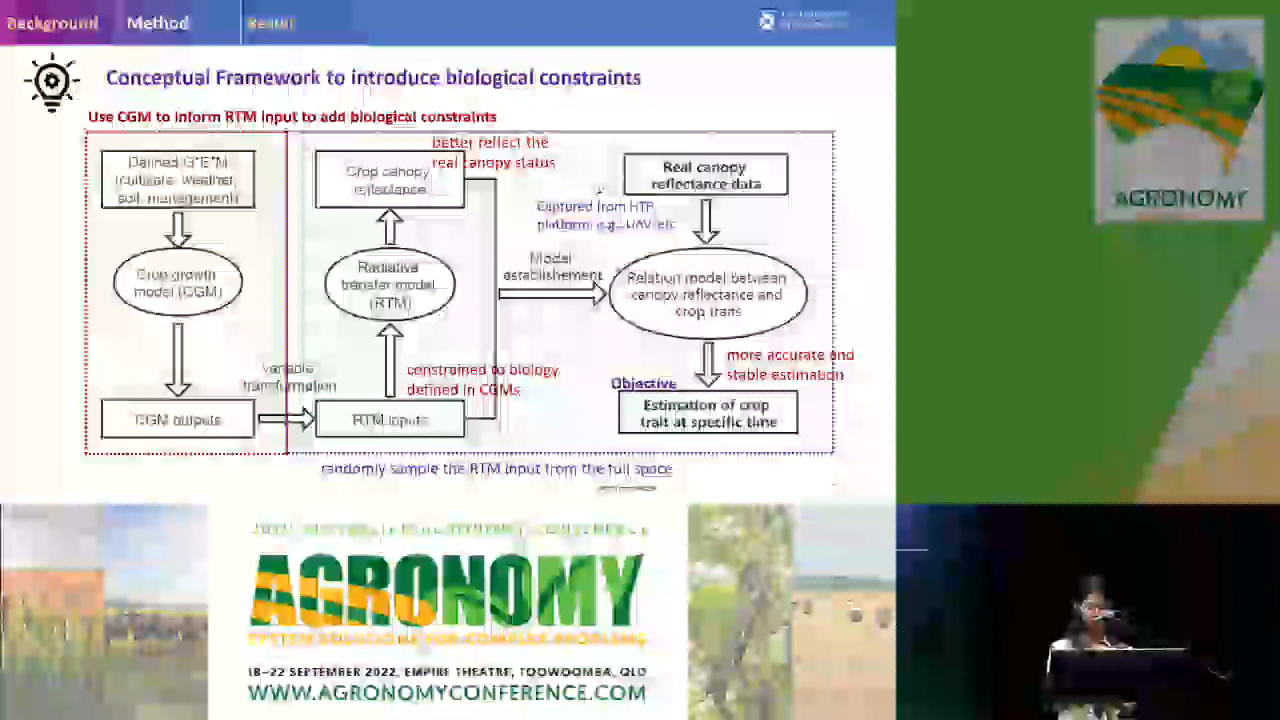 Background Method Result
Conceptual Framework to introduce biological constraints
Use CGM to inform RTM input to add biological constraints
Defined G*E*M
(cultivars, weather,
soil, management)
Crop growth
model (CGM)
CGM outputs
variable
transformation
Crop canopy
reflectance
better reflect the
real canopy status
Radiative
transfer model
(RTM)
constrained to biology
defined in CGMs
RTM inputs
Model
establishement
Real canopy
reflectance data
Captured from HTP
platform e.g., UAV etc
Relation model between
canopy reflectance and
crop traits
more accurate and
stable estimation
Objective
Estimation of crop
trait at specific time
randomly sample the RTM input from the full space
AGRONOMY
AGRONOMY
SYSTEM SOLUTIONS FOR COMPLEX PROBLEMS
18–22 SEPTEMBER 2022, EMPIRE THEATRE, TOOWOOMBA, QLD
WWW.AGRONOMYCONFERENCE.COM